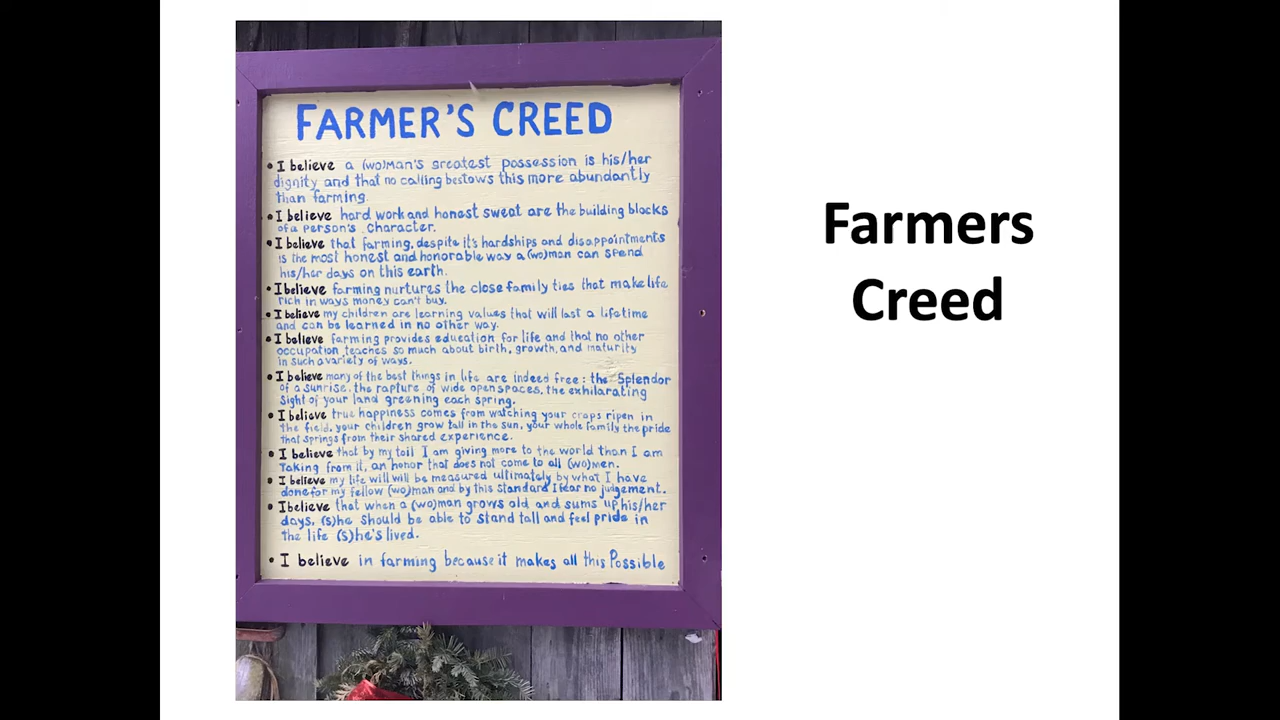 FARMER'S CREED
• I believe a (wo)man's greatest possession is his/her
dignity and that no calling bestows this more abundantly
than farming.
• I believe hard work and honest sweat are the building blocks
of a person's character.
• I believe that farming, despite it's hardships and disappointments
is the most honest and honorable way a (wo)man can spend
his/her days on this earth.
• I believe farming nurtures the close family ties that make life
rich in ways money can't buy.
• I believe my children are learning values that will last a lifetime
and can be learned in no other way.
• I believe farming provides education for life and that no other
occupation teaches so much about birth, growth, and maturity
in such a variety of ways.
• I believe many of the best things in life are indeed free: the Splendor
of a sunrise, the rapture of wide open spaces, the exhilarating
sight of your land greening each spring.
• I believe true happiness comes from watching your crops ripen in
the field, your children grow tall in the sun, your whole family the pride
that springs from their shared experience.
• I believe that by my toil I am giving more to the world than I am
Taking from it, an honor that does not come to all (wo)men.
• I believe my life will will be measured ultimately by what I have
done for my fellow (wo)man and by this standard I fear no judgement.
• I believe that when a (wo)man grows old and sums up his/her
days, (s)he should be able to stand tall and feel pride in
the life (s)he's lived.
• I believe in farming because it makes all this Possible
Farmers
Creed